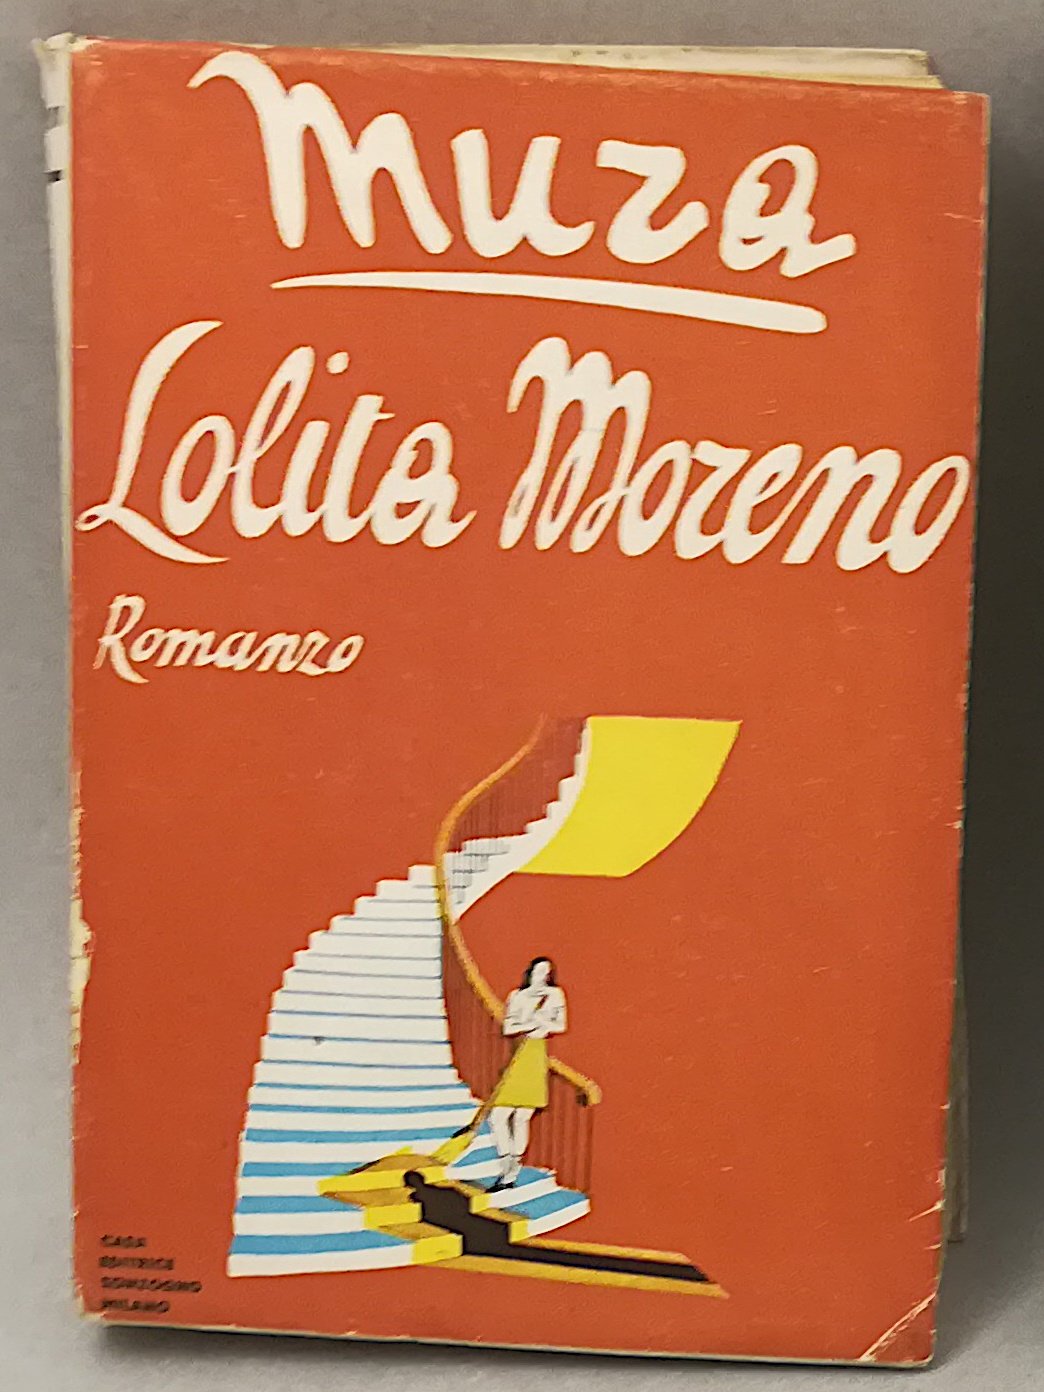 Mura
Lolita Moreno
Romanzo
CASA
EDITRICE
SONZOGNO
MILANO